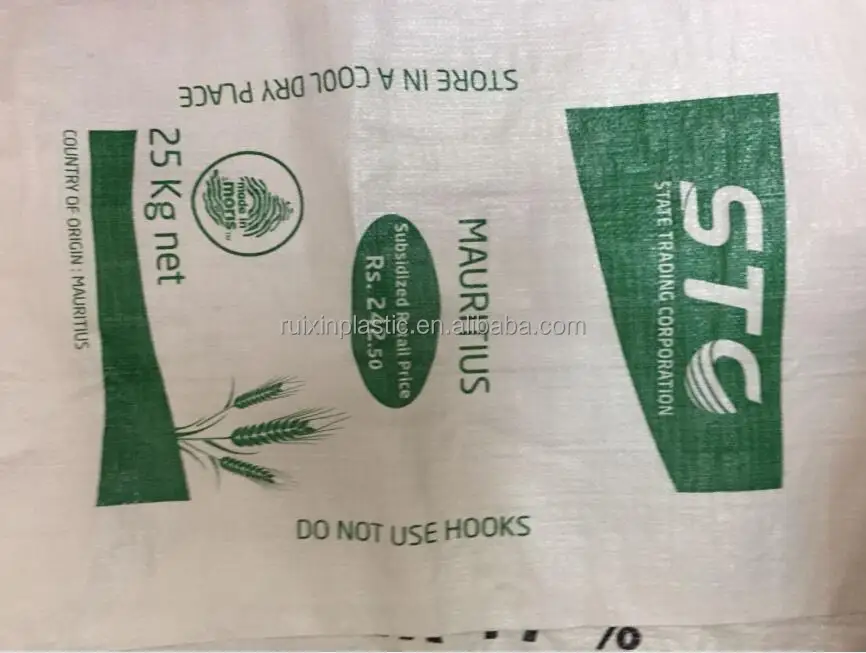 STC
STATE TRADING CORPORATION
MAURITIUS
Subsidized Retail Price
Rs. 242.50
made in
moris™
25 Kg net
COUNTRY OF ORIGIN : MAURITIUS
STORE IN A COOL DRY PLACE
DO NOT USE HOOKS
ruixinplastic.en.alibaba.com